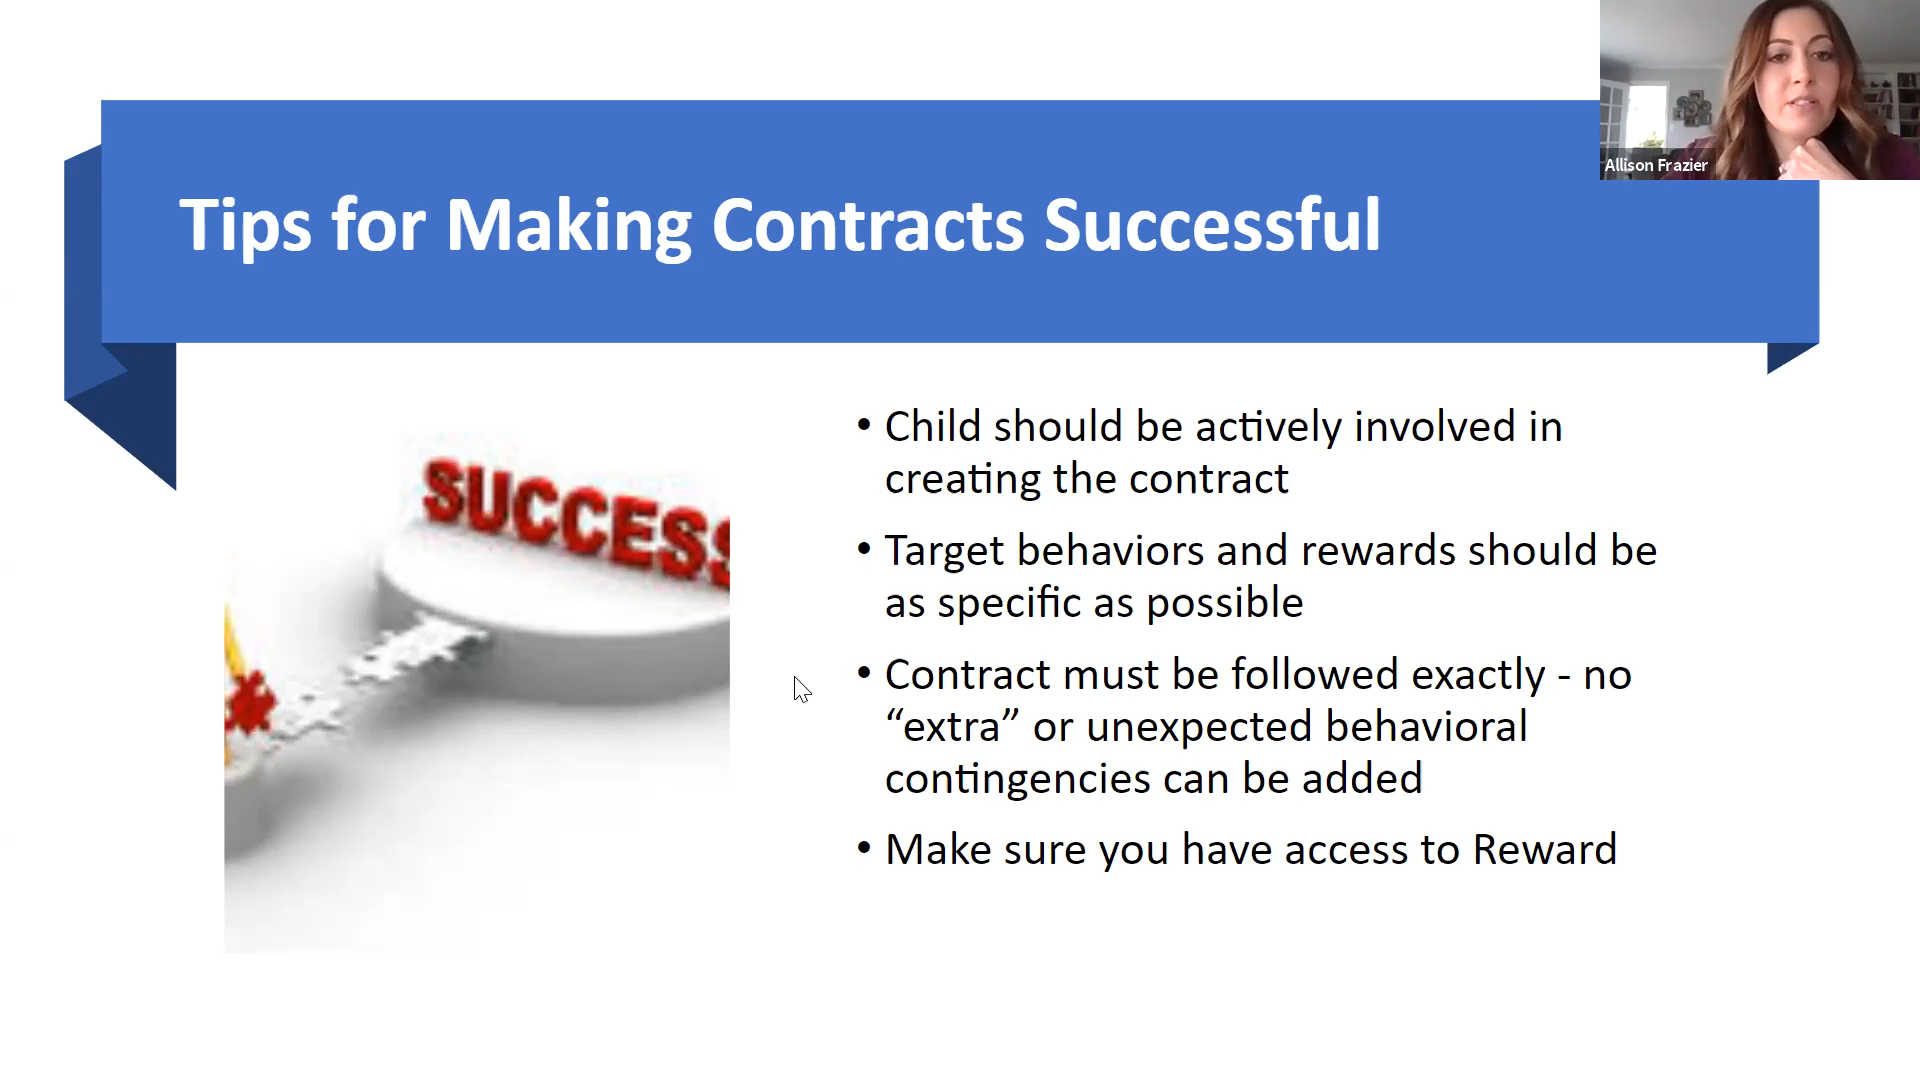 Allison Frazier
Tips for Making Contracts Successful
SUCCESS
• Child should be actively involved in
creating the contract
• Target behaviors and rewards should be
as specific as possible
• Contract must be followed exactly - no
“extra” or unexpected behavioral
contingencies can be added
• Make sure you have access to Reward